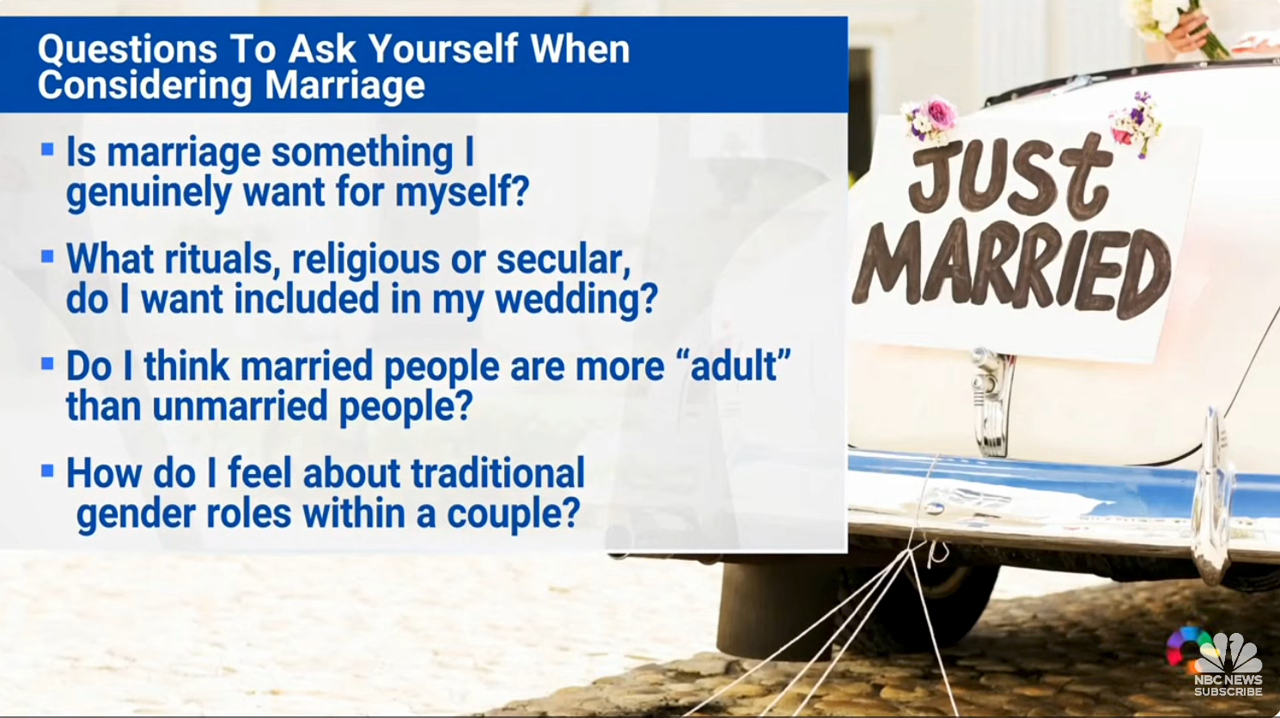 Questions To Ask Yourself When
Considering Marriage
Is marriage something I
genuinely want for myself?
What rituals, religious or secular,
do I want included in my wedding?
Do I think married people are more “adult”
than unmarried people?
How do I feel about traditional
gender roles within a couple?
JUST
MARRIED
NBC NEWS
SUBSCRIBE